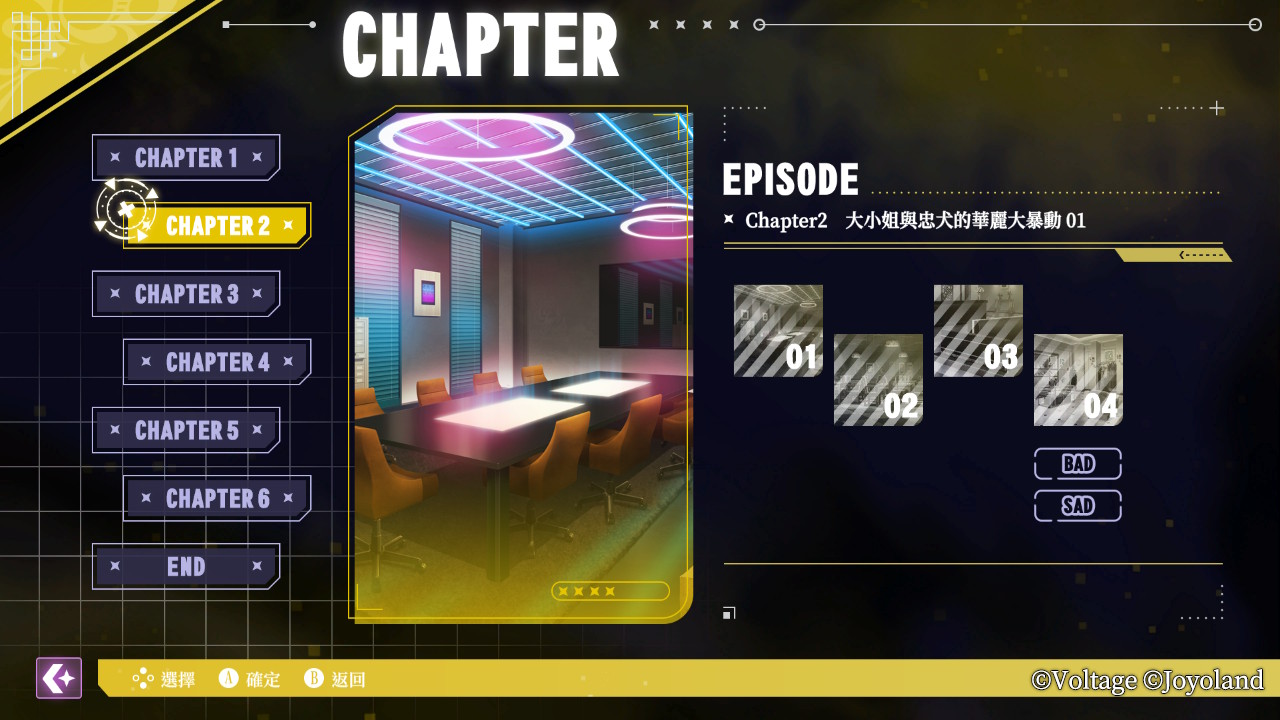 CHAPTER
CHAPTER 1
CHAPTER 2
CHAPTER 3
CHAPTER 4
CHAPTER 5
CHAPTER 6
END
EPISODE
Chapter2 大小姐與忠犬的華麗大暴動 01
01
02
03
04
BAD
SAD
選擇 A 確定 B 返回
©Voltage ©Joyoland